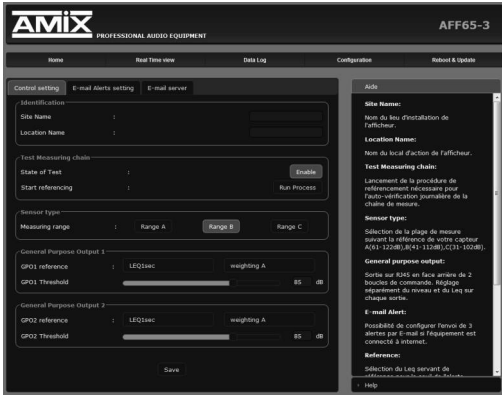 AMIX PROFESSIONAL AUDIO EQUIPMENT
AFF65-3
Home Real Time view Data Log Configuration Reboot & Update
Control setting E-mail Alerts setting E-mail server
Identification
Site Name :
Location Name :
Test Measuring chain
State of Test : Enable
Start referencing : Run Process
Sensor type
Measuring range : Range A Range B Range C
General Purpose Output 1
GPO1 reference : LEQ1sec weighting A
GPO1 Threshold 85 dB
General Purpose Output 2
GPO2 reference : LEQ1sec weighting A
GPO2 Threshold 85 dB
Save
Aide
Site Name:
Nom du lieu d'installation de
l'afficheur.
Location Name:
Nom du local d'action de l'afficheur.
Test Measuring chain:
Lancement de la procédure de
référencement nécessaire pour
l'auto-vérification journalière de la
chaîne de mesure.
Sensor type:
Sélection de la plage de mesure
suivant la référence de votre capteur
A(61-122dB),B(41-112dB),C(31-102dB).
General purpose output:
Sortie sur RJ45 en face arrière de 2
boucles de commande. Réglage
séparément du niveau et du Leq sur
chaque sortie.
E-mail Alert:
Possibilité de configurer l'envoi de 3
alertes par E-mail si l'équipement est
connecté à internet.
Reference:
Sélection du Leq servant de
Help